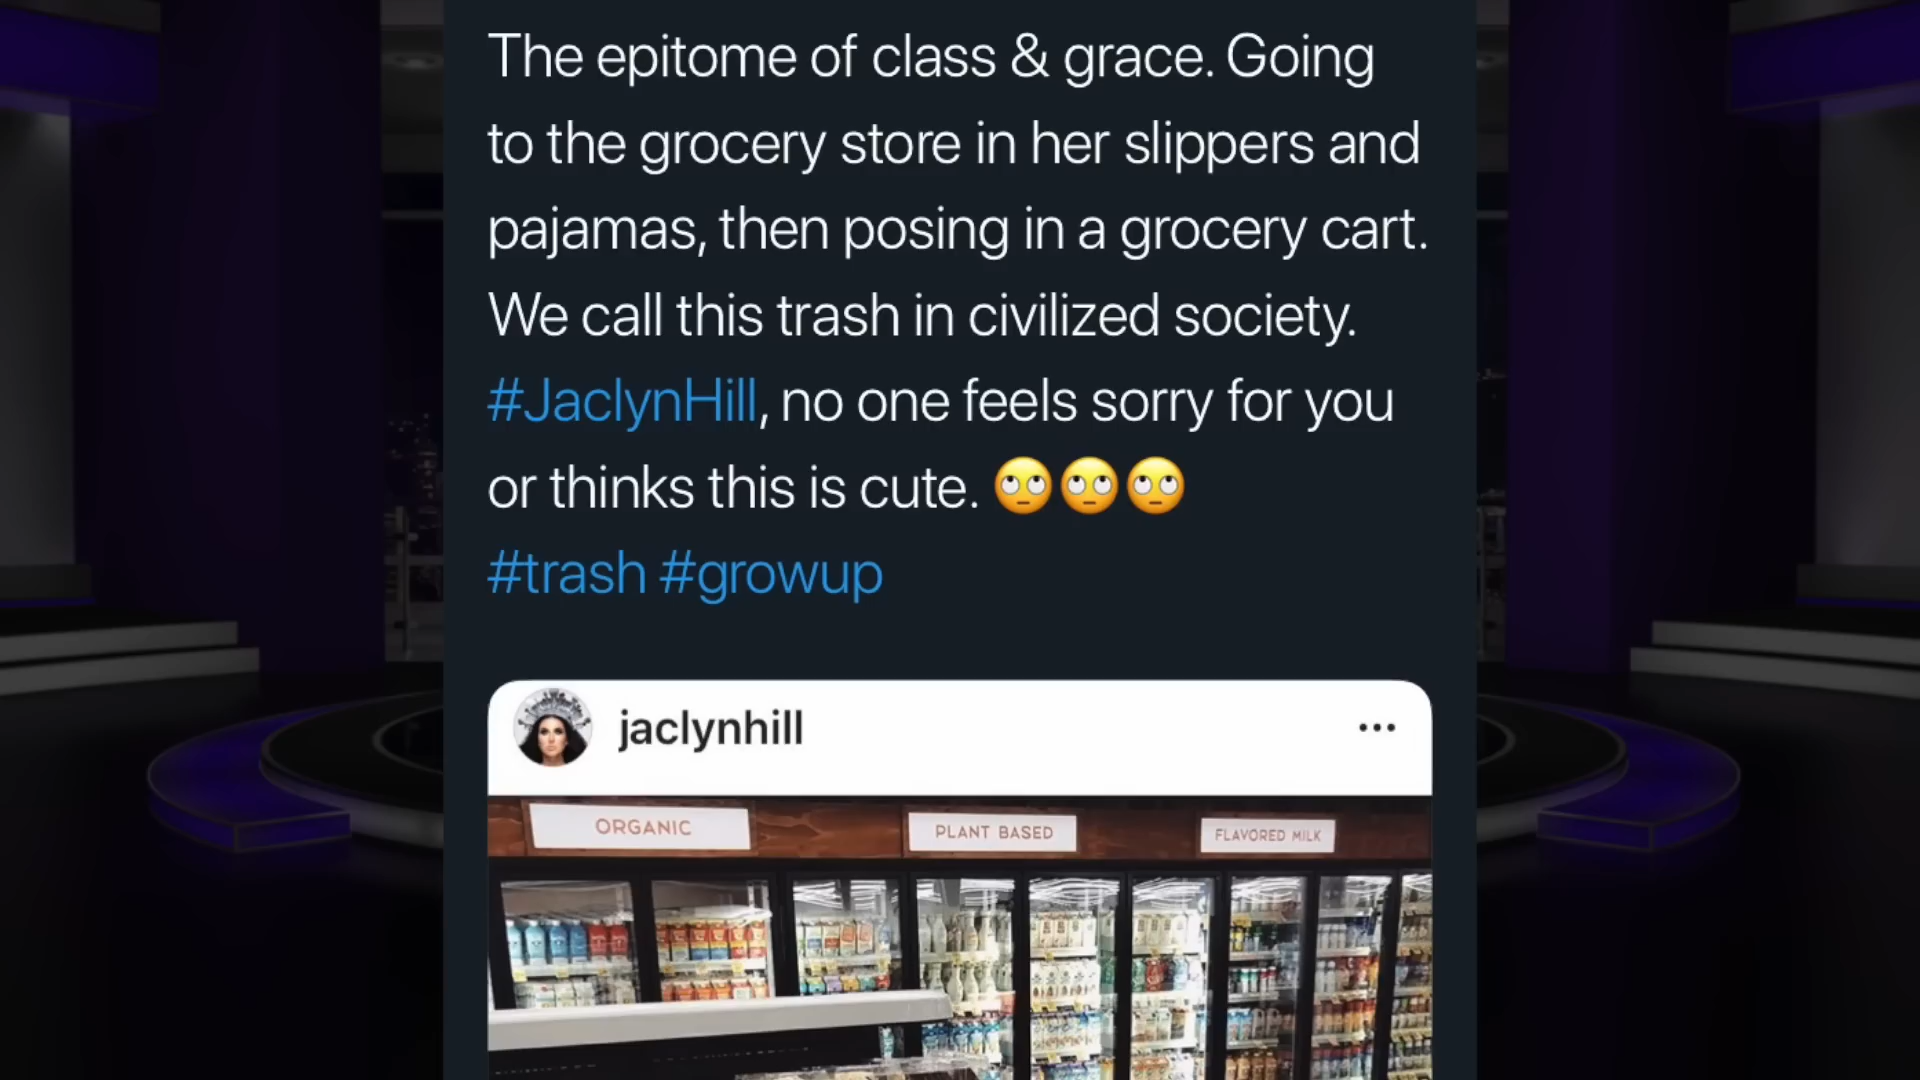 The epitome of class & grace. Going
to the grocery store in her slippers and
pajamas, then posing in a grocery cart.
We call this trash in civilized society.
#JaclynHill, no one feels sorry for you
or thinks this is cute. 🙄🙄🙄
#trash #growup
jaclynhill
ORGANIC
PLANT BASED
FLAVORED MILK